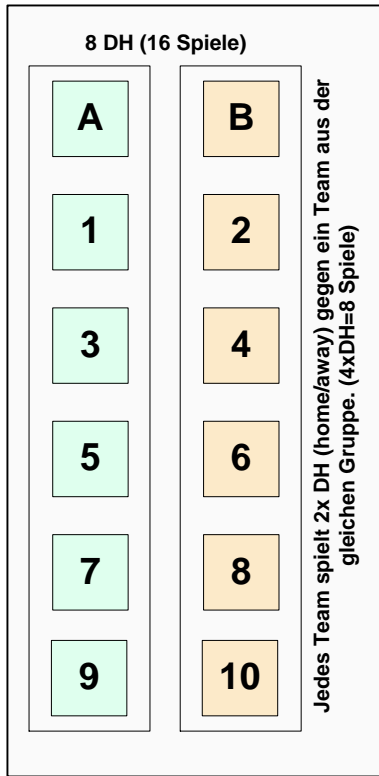 8 DH (16 Spiele)
A
B
1
2
3
4
5
6
7
8
9
10
Jedes Team spielt 2x DH (home/away) gegen ein Team aus der
gleichen Gruppe. (4xDH=8 Spiele)